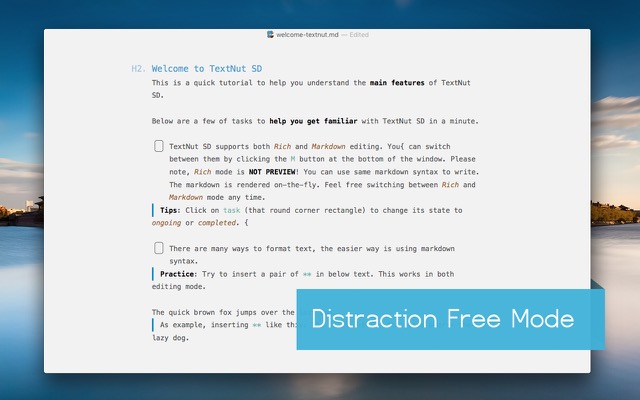 welcome-textnut.md — Edited
H2. Welcome to TextNut SD
This is a quick tutorial to help you understand the main features of TextNut
SD.
Below are a few of tasks to help you get familiar with TextNut SD in a minute.
TextNut SD supports both Rich and Markdown editing. You{ can switch
between them by clicking the M button at the bottom of the window. Please
note, Rich mode is NOT PREVIEW! You can use same markdown syntax to write.
The markdown is rendered on-the-fly. Feel free switching between Rich and
Markdown mode any time.
Tips: Click on task (that round corner rectangle) to change its state to
ongoing or completed. {
There are many ways to format text, the easier way is using markdown
syntax.
Practice: Try to insert a pair of ** in below text. This works in both
editing mode.
The quick brown fox jumps over the
As example, inserting ** like
lazy dog.
Distraction Free Mode